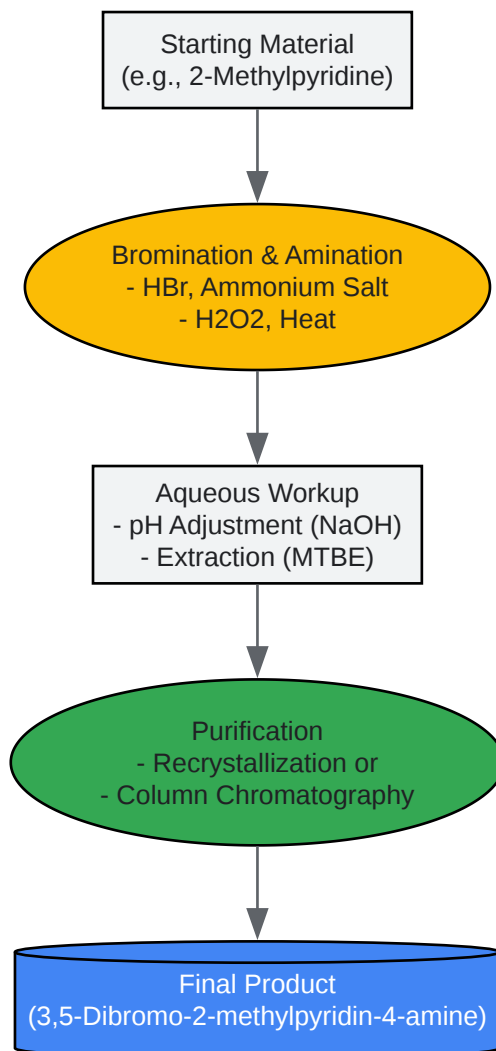 Starting Material
(e.g., 2-Methylpyridine)
Bromination & Amination
- HBr, Ammonium Salt
- H2O2, Heat
Aqueous Workup
- pH Adjustment (NaOH)
- Extraction (MTBE)
Purification
- Recrystallization or
- Column Chromatography
Final Product
(3,5-Dibromo-2-methylpyridin-4-amine)